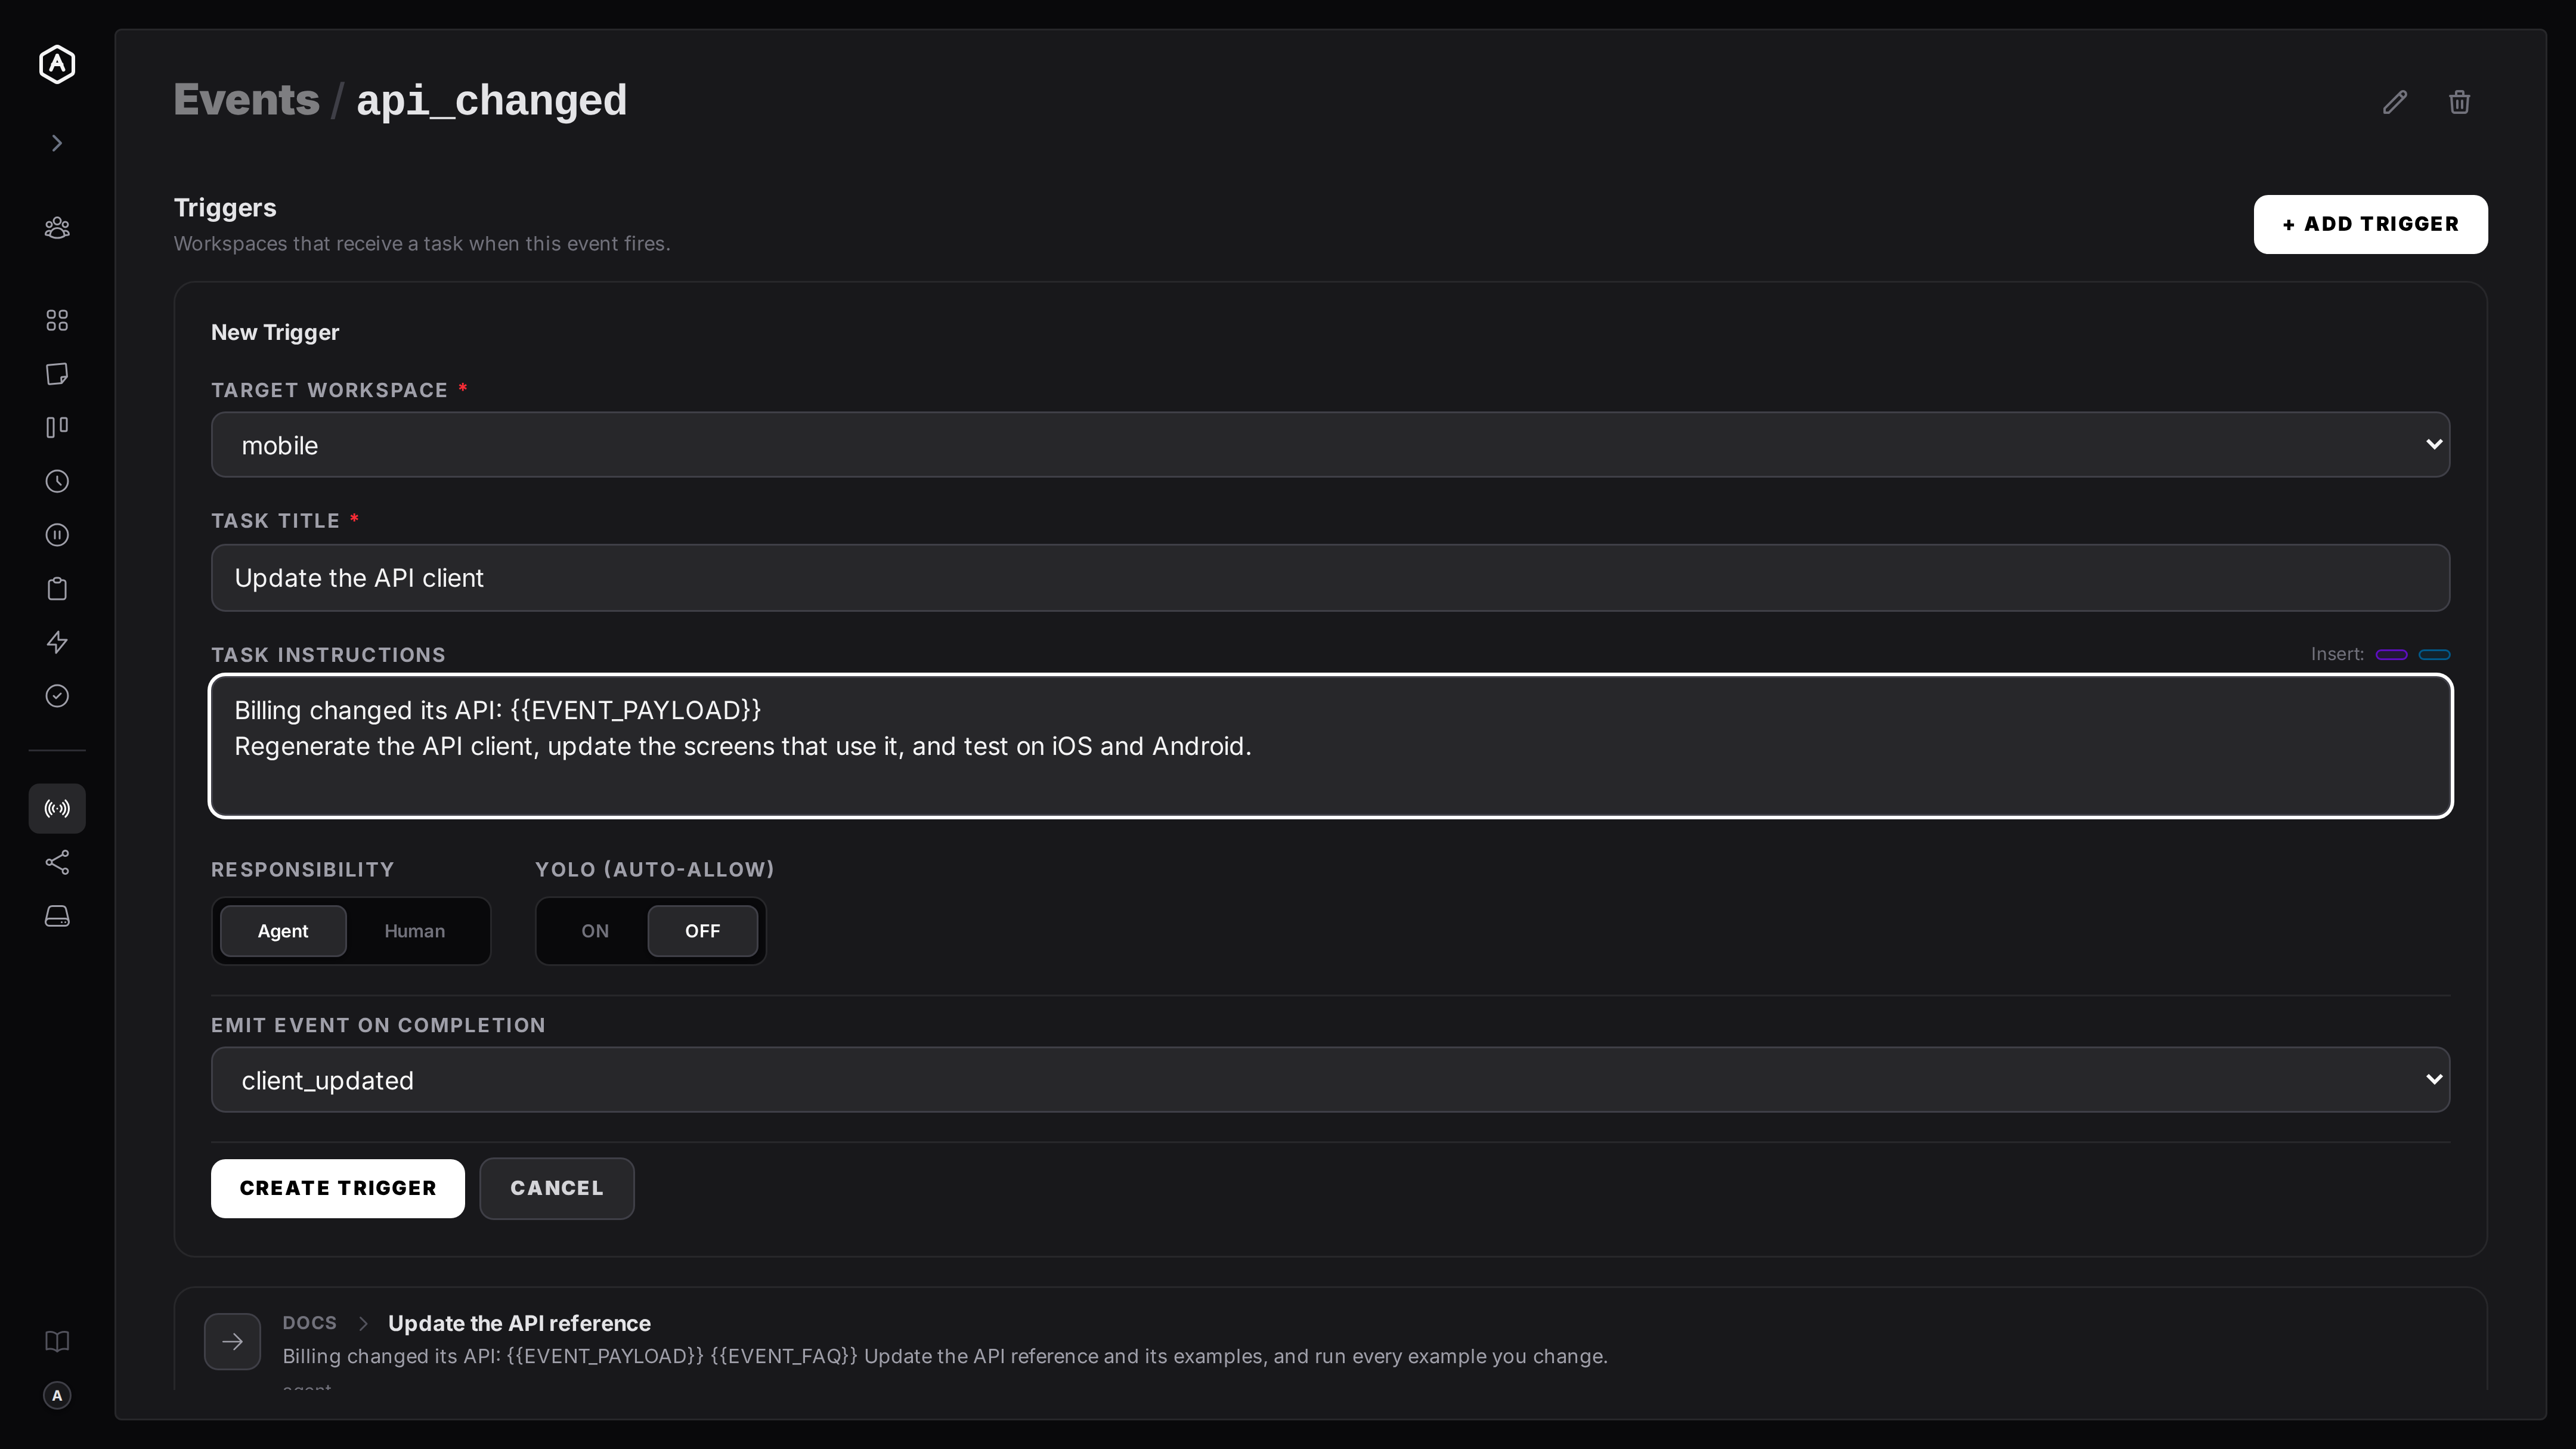 Events / api_changed
Triggers
Workspaces that receive a task when this event fires.
+ ADD TRIGGER
New Trigger
TARGET WORKSPACE *
mobile
TASK TITLE *
Update the API client
TASK INSTRUCTIONS
Insert:
Billing changed its API: {{EVENT_PAYLOAD}}
Regenerate the API client, update the screens that use it, and test on iOS and Android.
RESPONSIBILITY
YOLO (AUTO-ALLOW)
Agent Human
ON OFF
EMIT EVENT ON COMPLETION
client_updated
CREATE TRIGGER
CANCEL
DOCS > Update the API reference
Billing changed its API: {{EVENT_PAYLOAD}} {{EVENT_FAQ}} Update the API reference and its examples, and run every example you change.
A